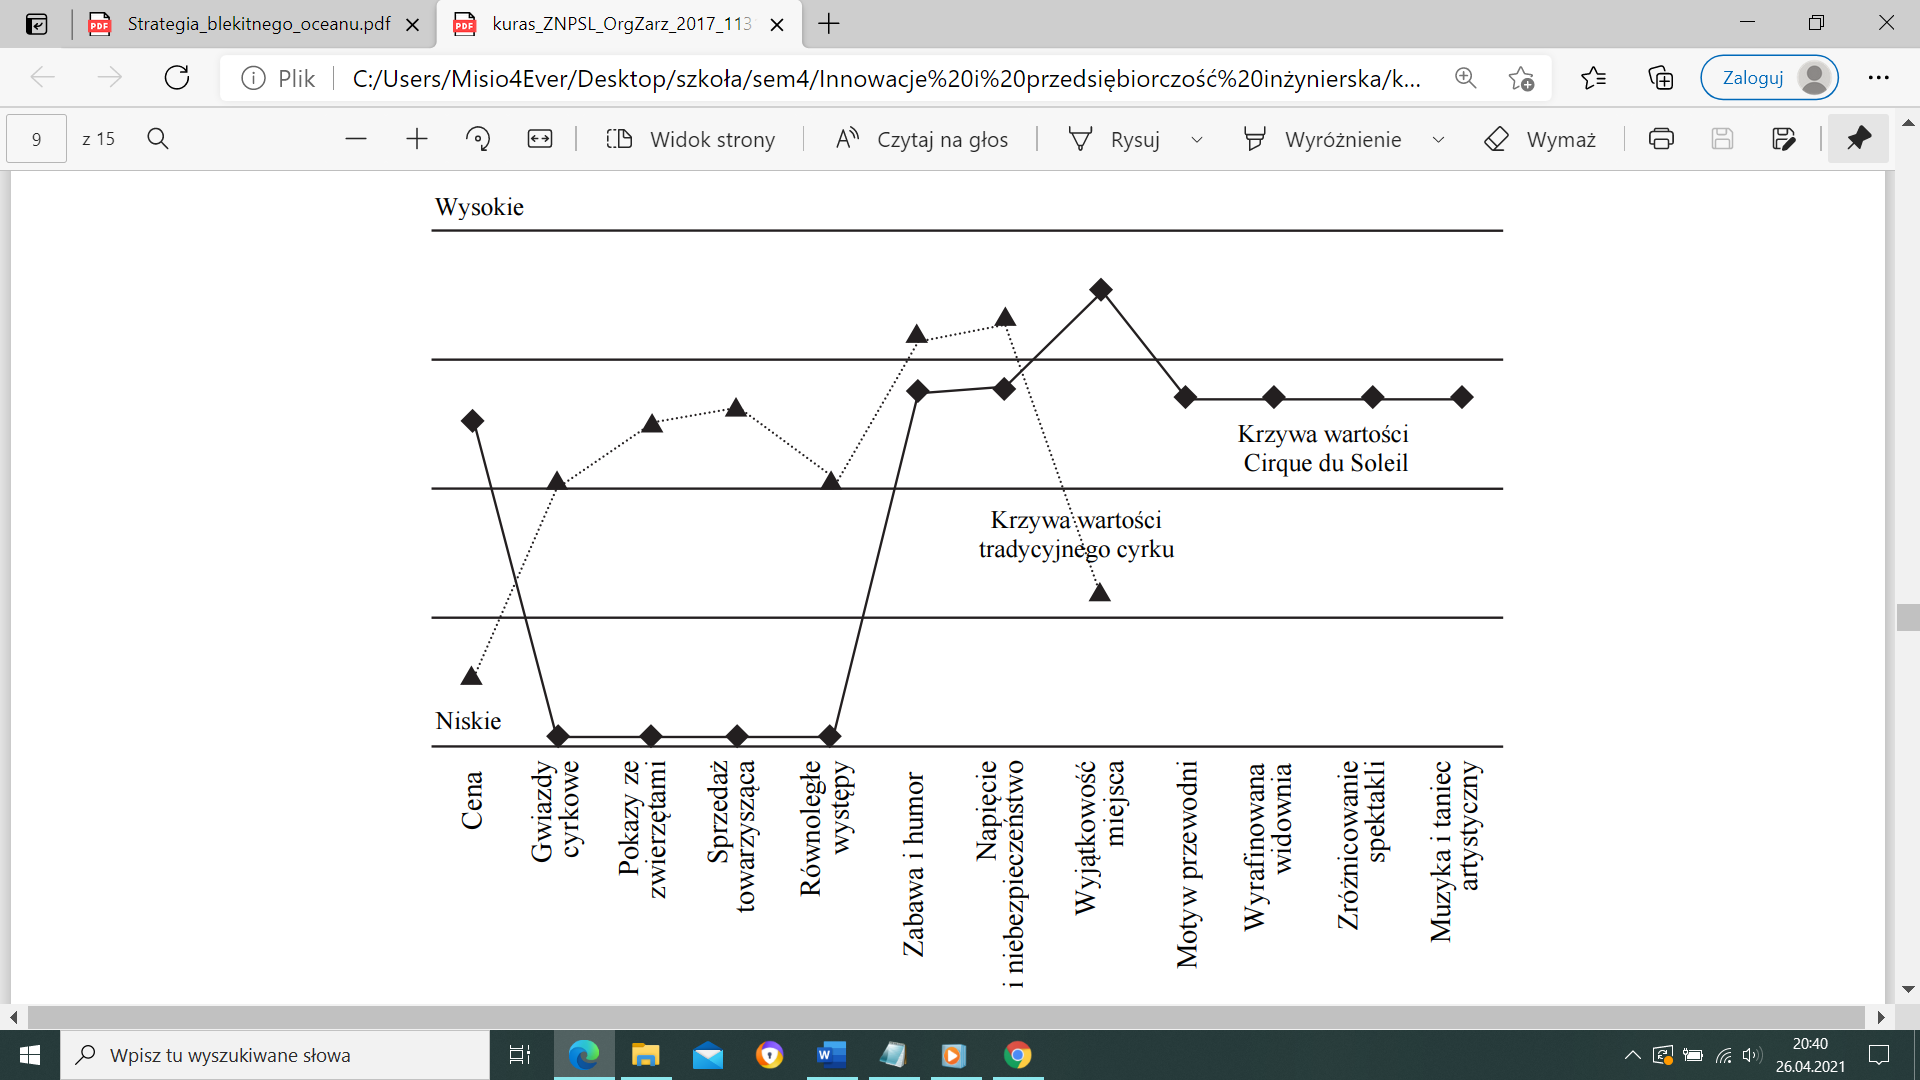 Strategia_blekitnego_oceanu.pdf
kuras_ZNPSL_OrgZarz_2017_113
Plik
C:/Users/Misio4Ever/Desktop/szkoła/sem4/Innowacje%20i%20przedsiębiorczość%20inżynierska/k...
Zaloguj
9
z 15
Widok strony
Czytaj na głos
Rysuj
Wyróżnienie
Wymaż
Wysokie
Krzywa wartości
Cirque du Soleil
Krzywa wartości
tradycyjnego cyrku
Niskie
Cena
Gwiazdy
cyrkowe
Pokazy ze
zwierzętami
Sprzedaż
towarzysząca
Równoległe
występy
Zabawa i humor
Napięcie
i niebezpieczeństwo
Wyjątkowość
miejsca
Motyw przewodni
Wyrafinowana
widownia
Zróżnicowanie
spektakli
Muzyka i taniec
artystyczny
Wpisz tu wyszukiwane słowa
20:40
26.04.2021